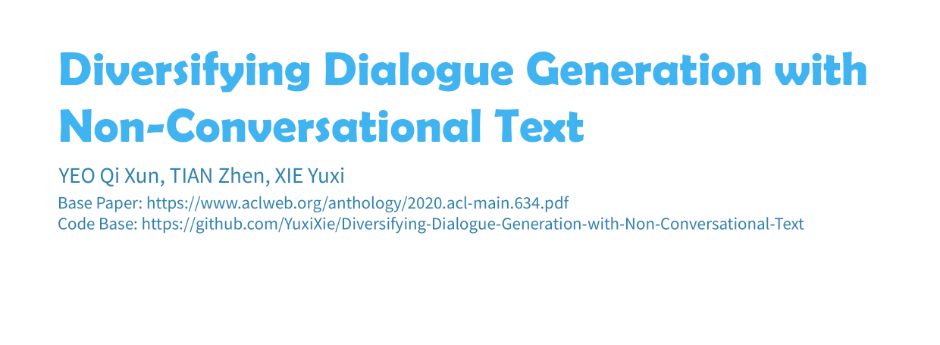 Diversifying Dialogue Generation with
Non-Conversational Text
YEO Qi Xun, TIAN Zhen, XIE Yuxi
Base Paper: https://www.aclweb.org/anthology/2020.acl-main.634.pdf
Code Base: https://github.com/YuxiXie/Diversifying-Dialogue-Generation-with-Non-Conversational-Text